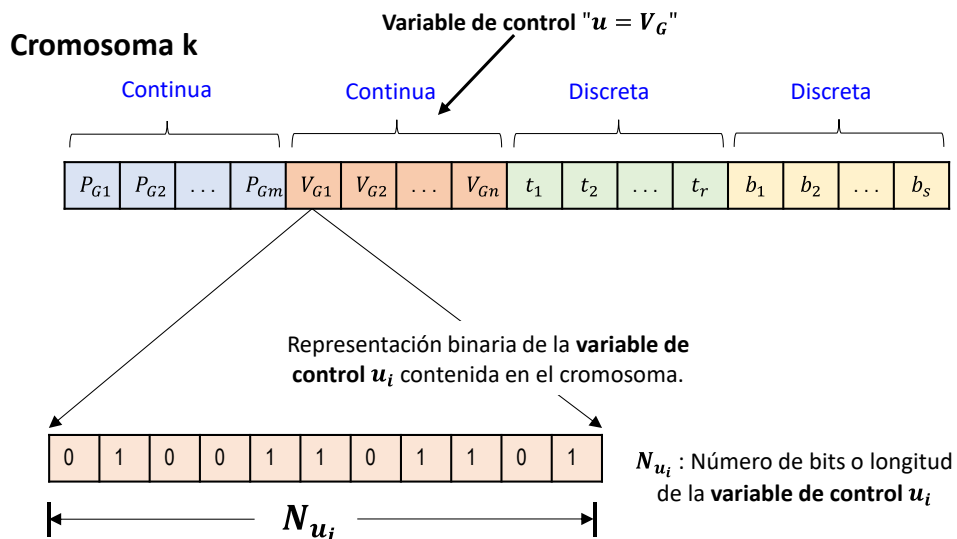 Variable de control "u = V_G"
Cromosoma k
Continua Continua Discreta Discreta
P_G1 P_G2 ... P_Gm V_G1 V_G2 ... V_Gn t_1 t_2 ... t_r b_1 b_2 ... b_s
Representación binaria de la variable de
control u_i contenida en el cromosoma.
0 1 0 0 1 1 0 1 1 0 1
N_u_i : Número de bits o longitud
de la variable de control u_i
N_u_i